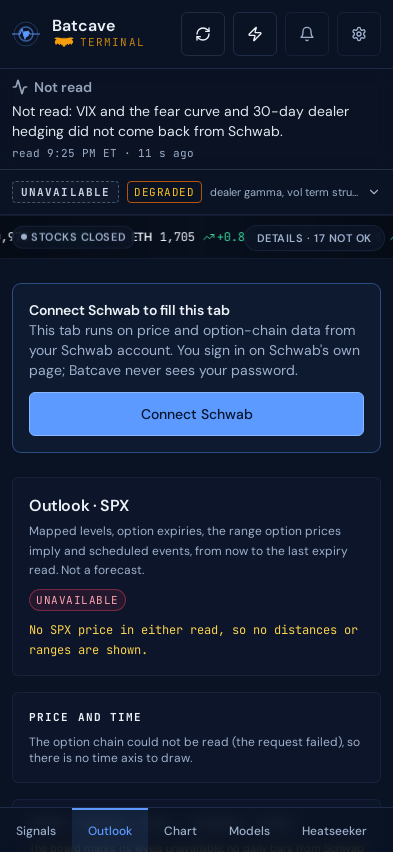 Batcave
TERMINAL
Not read
Not read: VIX and the fear curve and 30-day dealer
hedging did not come back from Schwab.
read 9:25 PM ET · 11 s ago
UNAVAILABLE DEGRADED dealer gamma, vol term stru…
STOCKS CLOSED ETH 1,705 +0.8 DETAILS · 17 NOT OK
Connect Schwab to fill this tab
This tab runs on price and option-chain data from
your Schwab account. You sign in on Schwab's own
page; Batcave never sees your password.
Connect Schwab
Outlook · SPX
Mapped levels, option expiries, the range option prices
imply and scheduled events, from now to the last expiry
read. Not a forecast.
UNAVAILABLE
No SPX price in either read, so no distances or
ranges are shown.
PRICE AND TIME
The option chain could not be read (the request failed), so
there is no time axis to draw.
Signals Outlook Chart Models Heatseeker